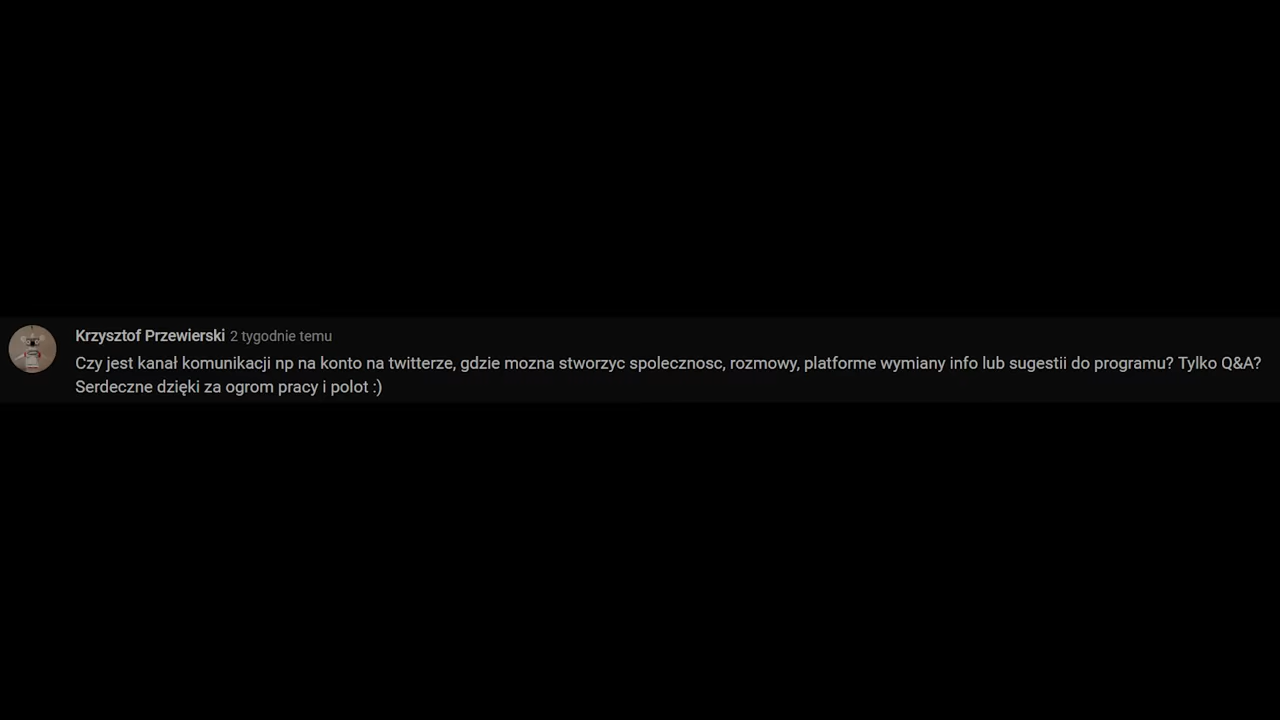 Krzysztof Przewierski 2 tygodnie temu
Czy jest kanał komunikacji np na konto na twitterze, gdzie mozna stworzyc spolecznosc, rozmowy, platforme wymiany info lub sugestii do programu? Tylko Q&A?
Serdeczne dzięki za ogrom pracy i polot :)